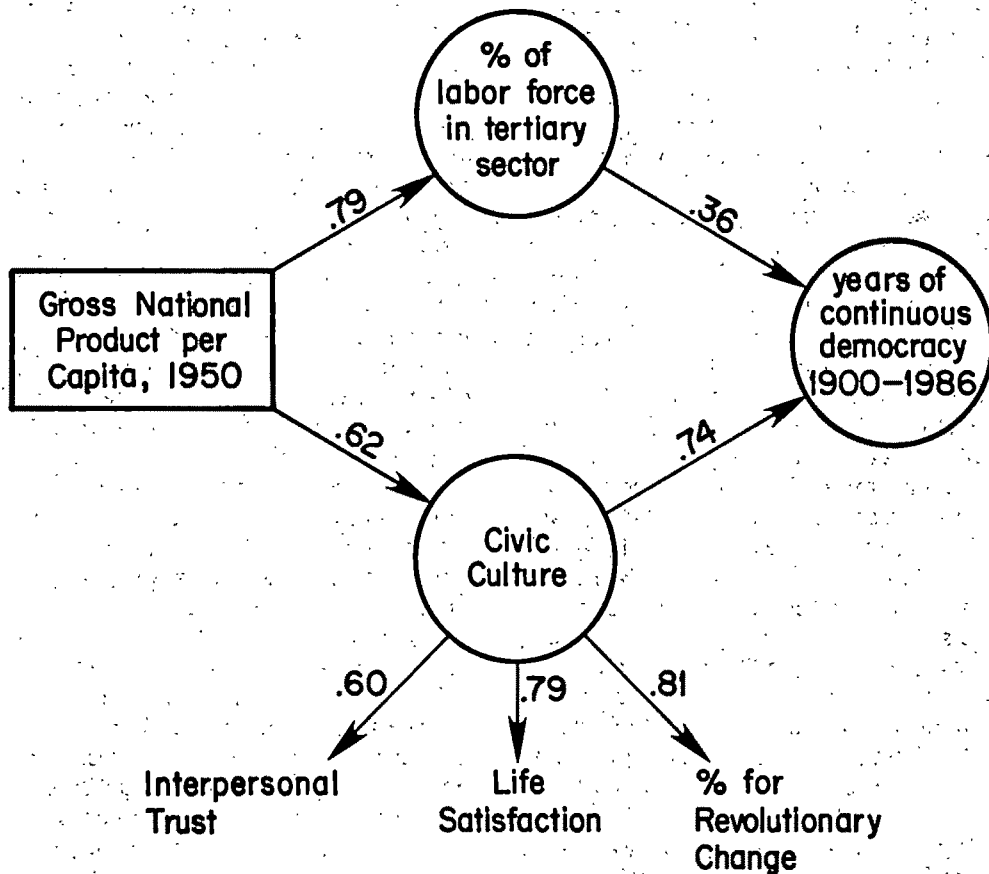 % of
labor force
in tertiary
sector
.79
.36
Gross National
Product per
Capita, 1950
years of
continuous
democracy
1900–1986
.62
.74
Civic
Culture
.60
.79
.81
Interpersonal
Trust
Life
Satisfaction
% for
Revolutionary
Change